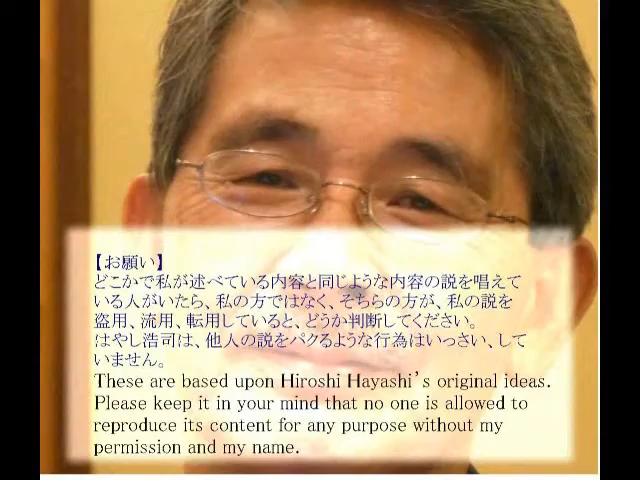 【お願い】
どこかで私が述べている内容と同じような内容の説を唱えて
いる人がいたら、私の方ではなく、そちらの方が、私の説を
盗用、流用、転用していると、どうか判断してください。
はやし浩司は、他人の説をパクるような行為はいっさい、して
いません。
These are based upon Hiroshi Hayashi's original ideas.
Please keep it in your mind that no one is allowed to
reproduce its content for any purpose without my
permission and my name.